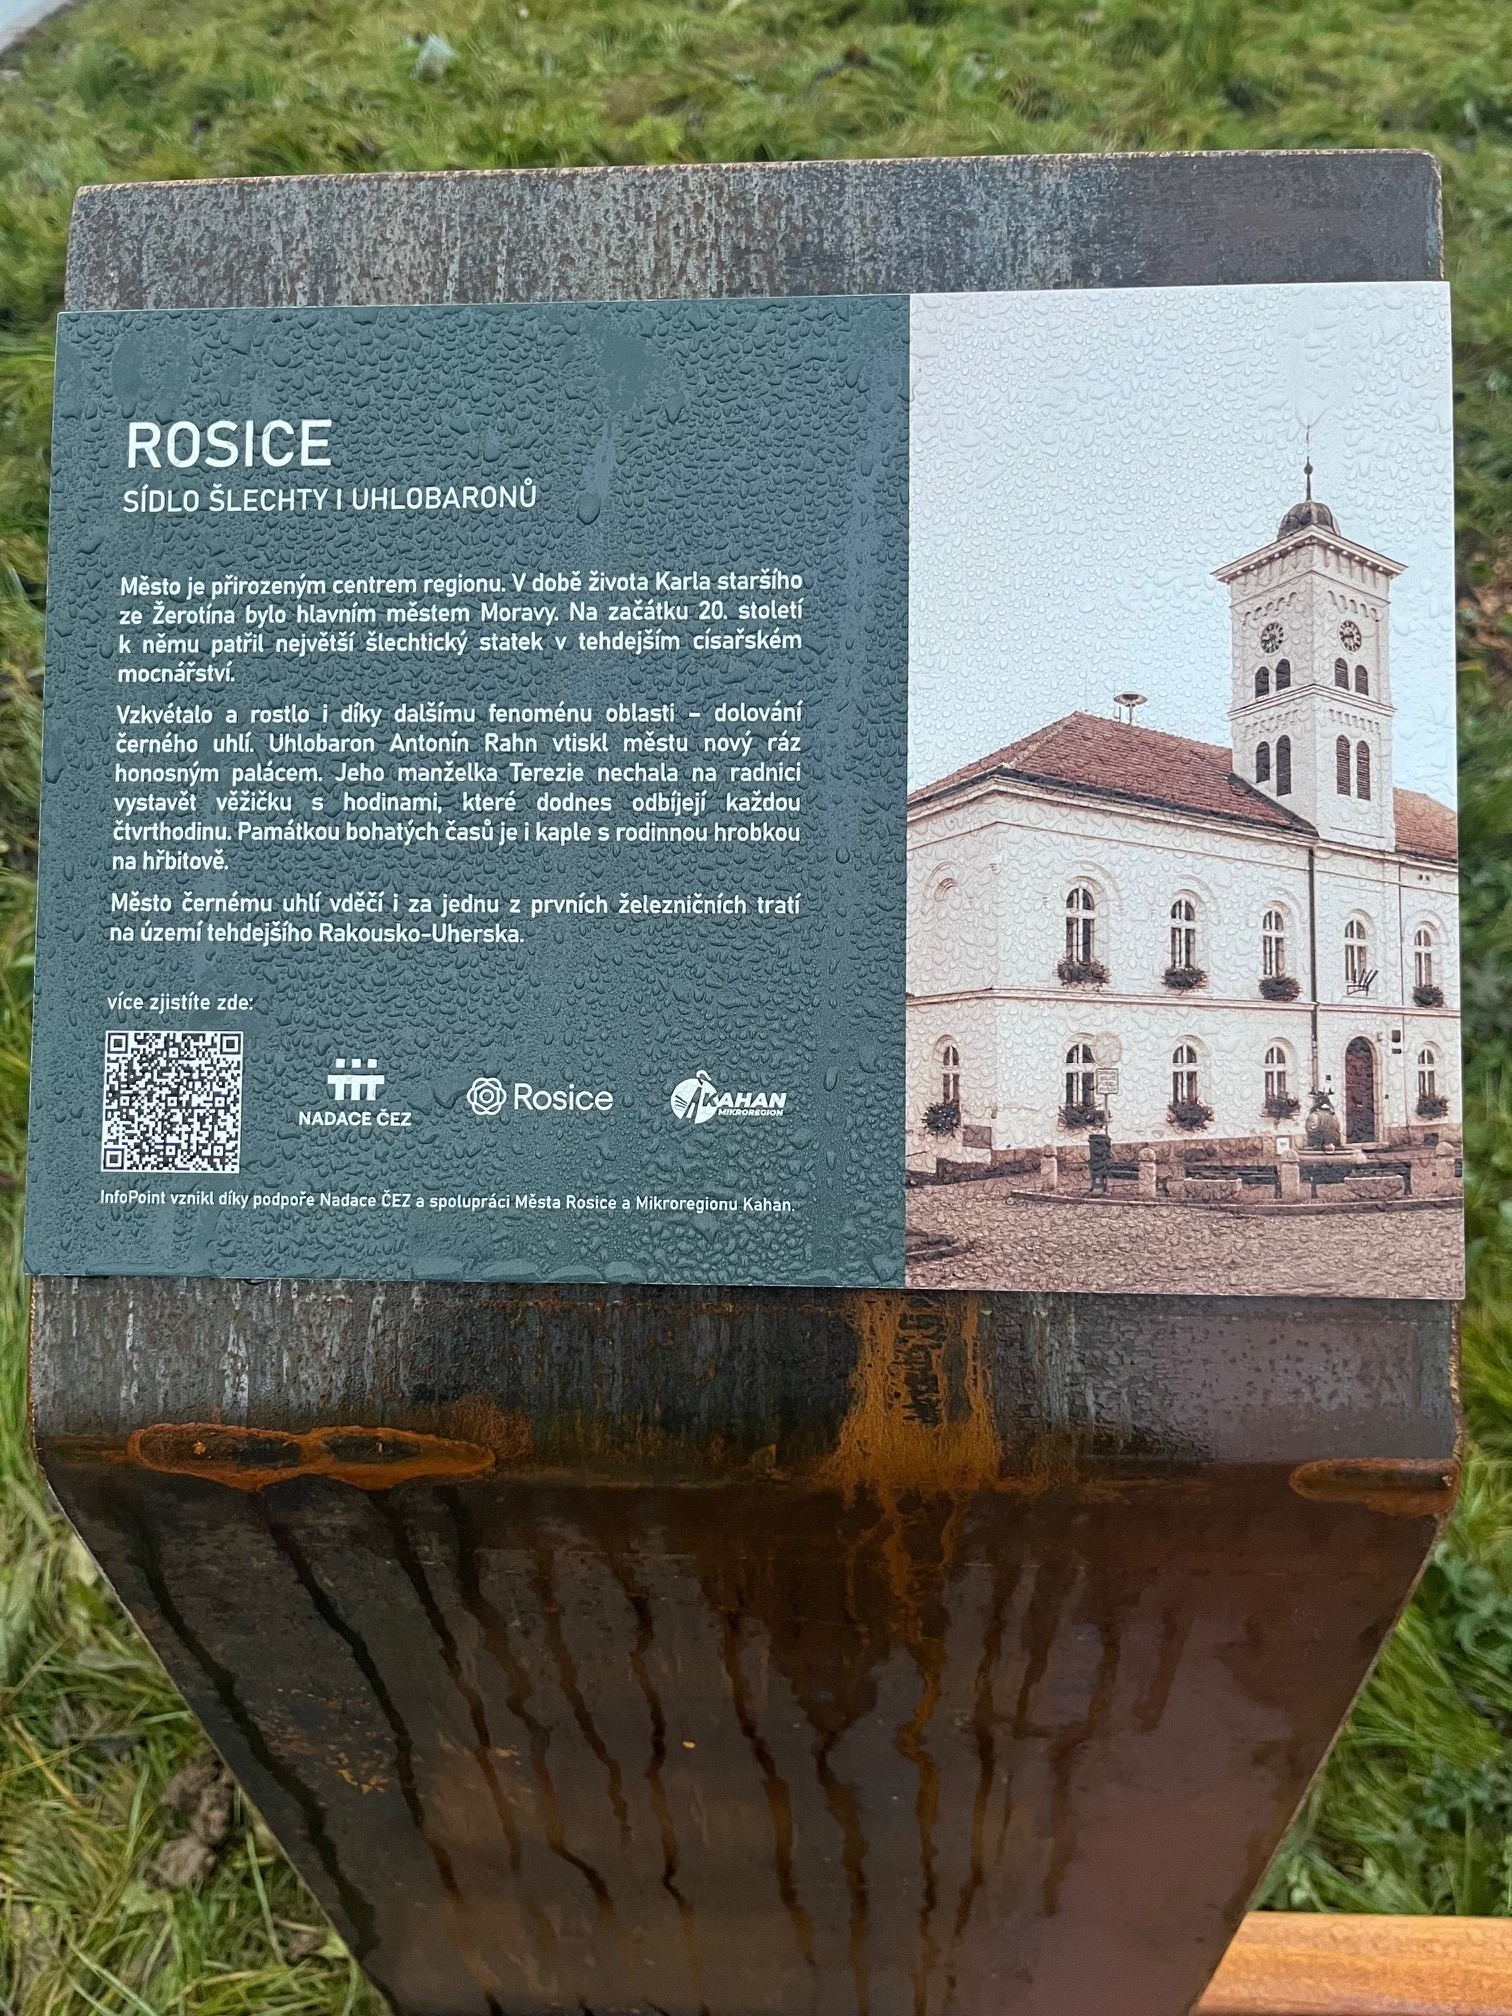 ROSICE
SÍDLO ŠLECHTY I UHLOBARONŮ
Město je přirozeným centrem regionu. V době života Karla staršího
ze Žerotína bylo hlavním městem Moravy. Na začátku 20. století
k němu patřil největší šlechtický statek v tehdejším císařském
mocnářství.
Vzkvétalo a rostlo i díky dalšímu fenoménu oblasti – dolování
černého uhlí. Uhlobaron Antonín Rahn vtiskl městu nový ráz
honosným palácem. Jeho manželka Terezie nechala na radnici
vystavět věžičku s hodinami, které dodnes odbíjejí každou
čtvrthodinu. Památkou bohatých časů je i kaple s rodinnou hrobkou
na hřbitově.
Město černému uhlí vděčí i za jednu z prvních železničních tratí
na území tehdejšího Rakousko-Uherska.
více zjistíte zde:
NADACE ČEZ
Rosice
KAHAN
MIKROREGION
InfoPoint vznikl díky podpoře Nadace ČEZ a spolupráci Města Rosice a Mikroregionu Kahan.